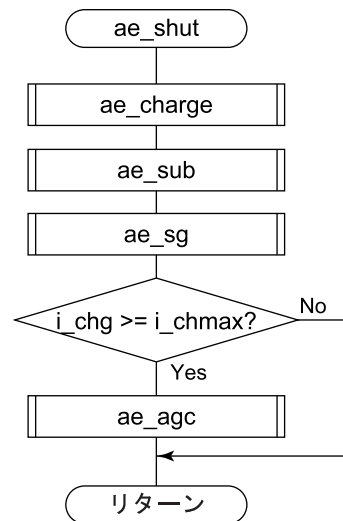 ae_shut
ae_charge
ae_sub
ae_sg
i_chg >= i_chmax?
No
Yes
ae_agc
リターン